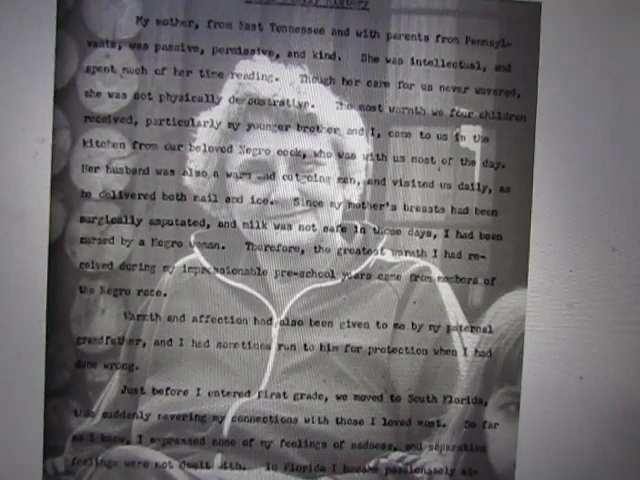 My mother, from East Tennessee and with parents from Pennsyl-
vania, was passive, permissive, and kind. She was intellectual, and
spent much of her time reading. Though her care for us never wavered,
she was not physically demonstrative. The most warmth we four children
received, particularly my younger brother and I, came to us in the
kitchen from our beloved Negro cook, who was with us most of the day.
Her husband was also a warm and outgoing man, and visited us daily, as
he delivered both mail and ice. Since my mother's breasts had been
surgically amputated, and milk was not safe in those days, I had been
nursed by a Negro woman. Therefore, the greatest warmth I had re-
ceived during my impressionable pre-school years came from members of
the Negro race.
Warmth and affection had also been given to me by my paternal
grandfather, and I had sometimes run to him for protection when I had
done wrong.
Just before I entered first grade, we moved to South Florida,
thus suddenly severing my connections with those I loved most. So far
as I know, I expressed none of my feelings of sadness, and separation
feelings were not dealt with. In Florida I became passionately at-